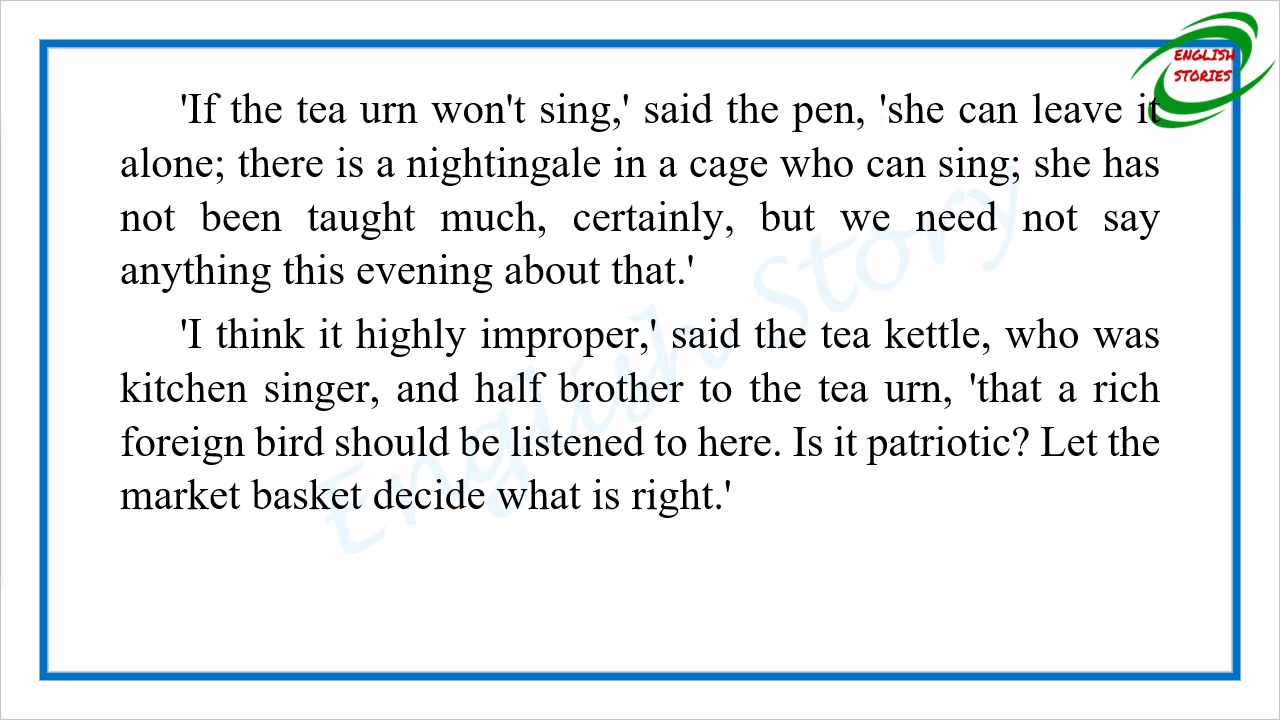 ENGLISH
STORIES
'If the tea urn won't sing,' said the pen, 'she can leave it
alone; there is a nightingale in a cage who can sing; she has
not been taught much, certainly, but we need not say
anything this evening about that.'
'I think it highly improper,' said the tea kettle, who was
kitchen singer, and half brother to the tea urn, 'that a rich
foreign bird should be listened to here. Is it patriotic? Let the
market basket decide what is right.'
English Story